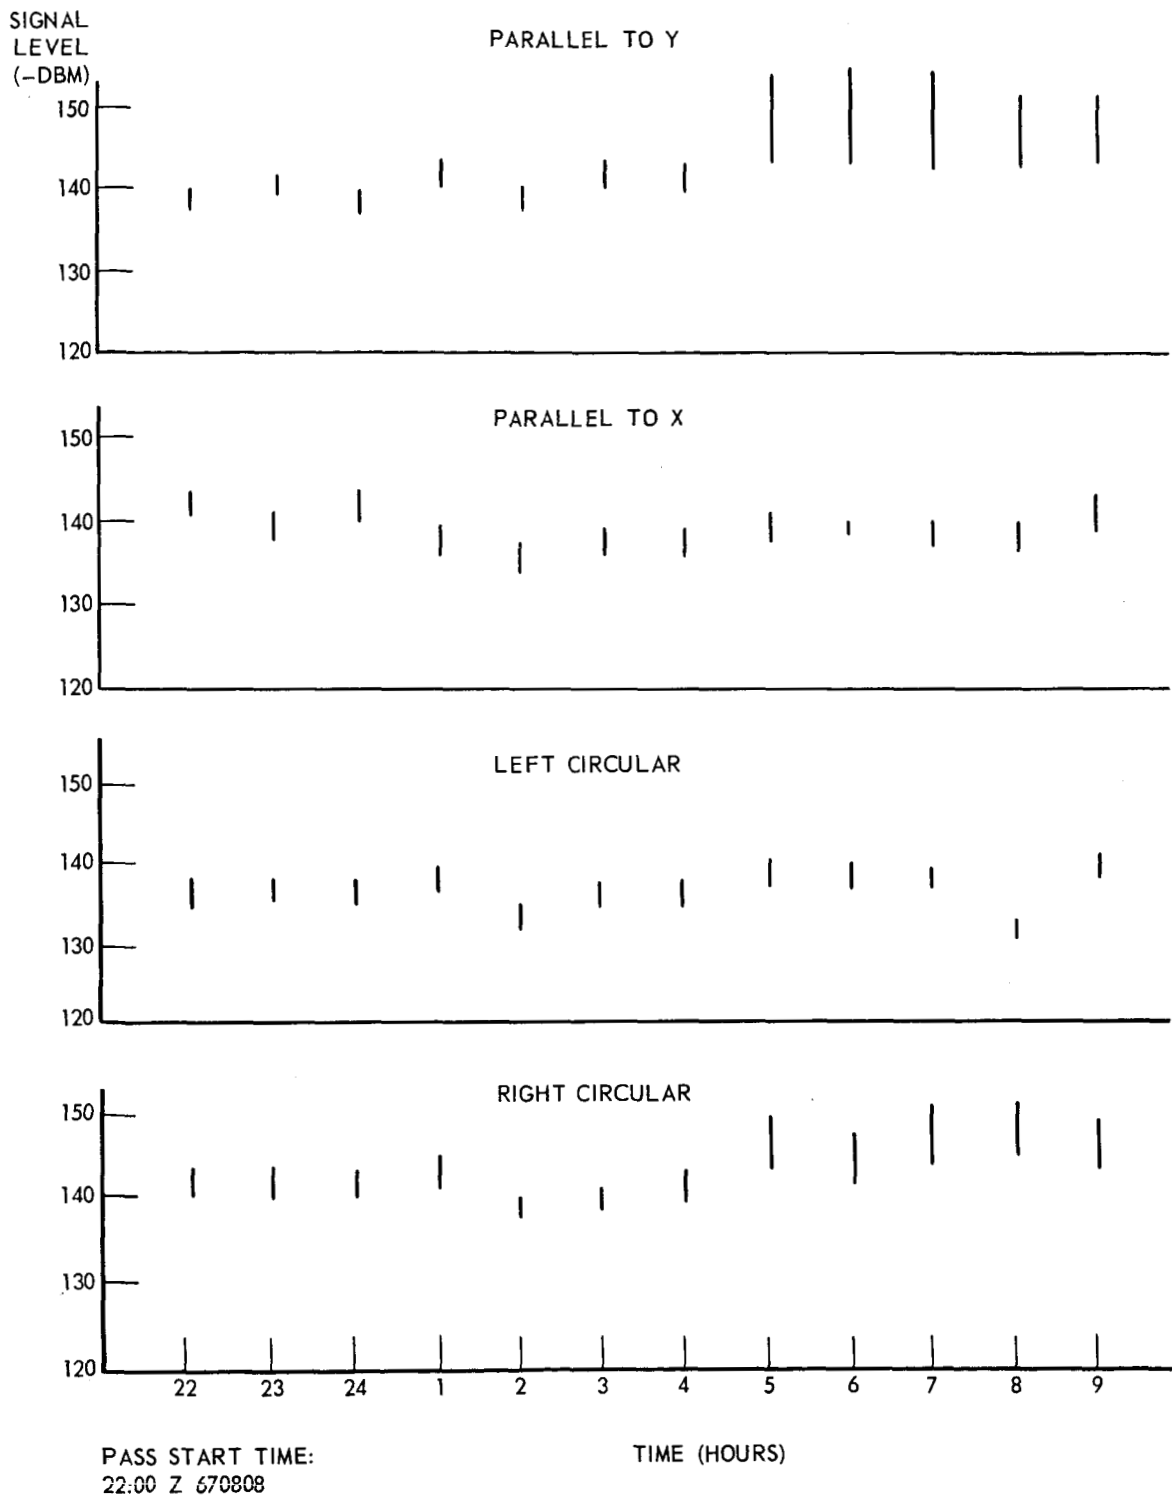 SIGNAL
LEVEL
(-DBM)
PARALLEL TO Y
150
140
130
120
PARALLEL TO X
150
140
130
120
LEFT CIRCULAR
150
140
130
120
RIGHT CIRCULAR
150
140
130
120
22 23 24 1 2 3 4 5 6 7 8 9
PASS START TIME: TIME (HOURS)
22:00 Z 670808